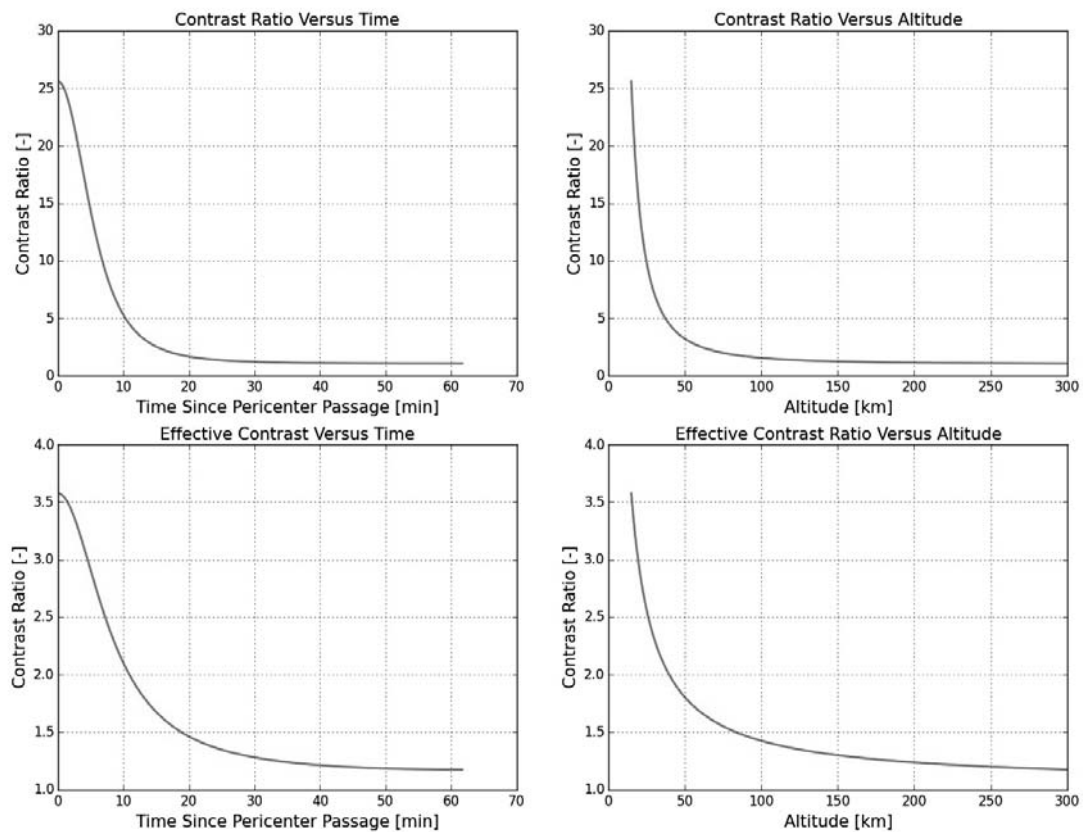 Contrast Ratio Versus Time
30
25
20
15
10
5
0
Contrast Ratio [-]
0 10 20 30 40 50 60 70
Time Since Pericenter Passage [min]
Contrast Ratio Versus Altitude
30
25
20
15
10
5
0
Contrast Ratio [-]
0 50 100 150 200 250 300
Altitude [km]
Effective Contrast Versus Time
4.0
3.5
3.0
2.5
2.0
1.5
1.0
Contrast Ratio [-]
0 10 20 30 40 50 60 70
Time Since Pericenter Passage [min]
Effective Contrast Ratio Versus Altitude
4.0
3.5
3.0
2.5
2.0
1.5
1.0
Contrast Ratio [-]
0 50 100 150 200 250 300
Altitude [km]